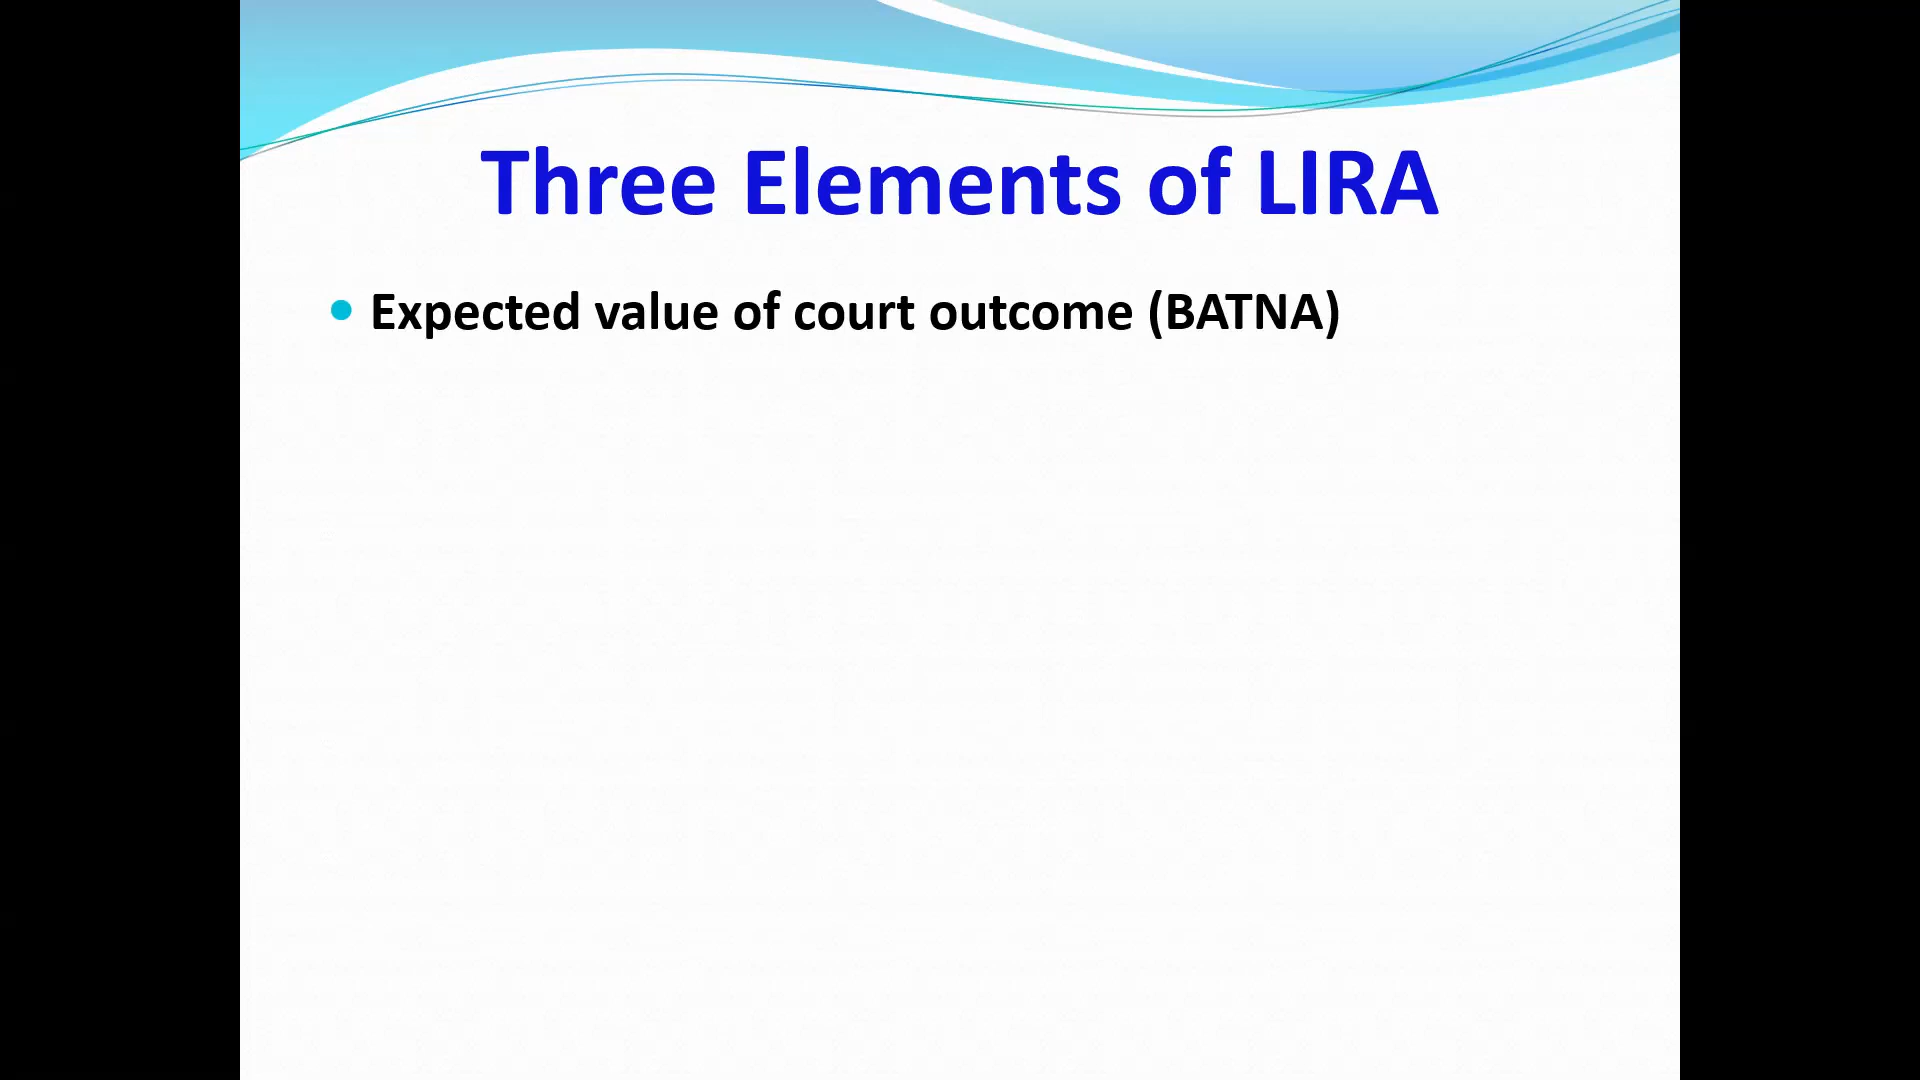 Three Elements of LIRA
• Expected value of court outcome (BATNA)